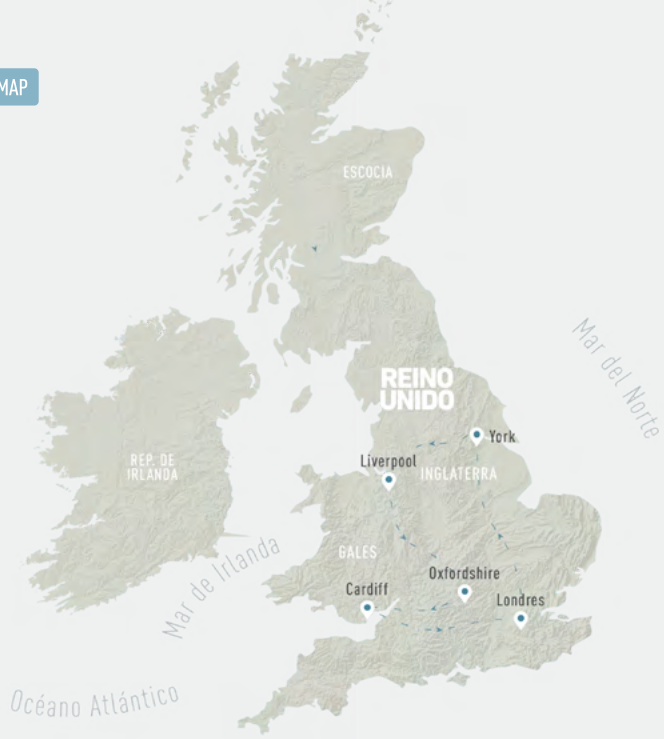 MAP
ESCOCIA
Mar del Norte
REINO
UNIDO
York
Liverpool
INGLATERRA
REP. DE
IRLANDA
Mar de Irlanda
GALES
Oxfordshire
Cardiff
Londres
Océano Atlántico